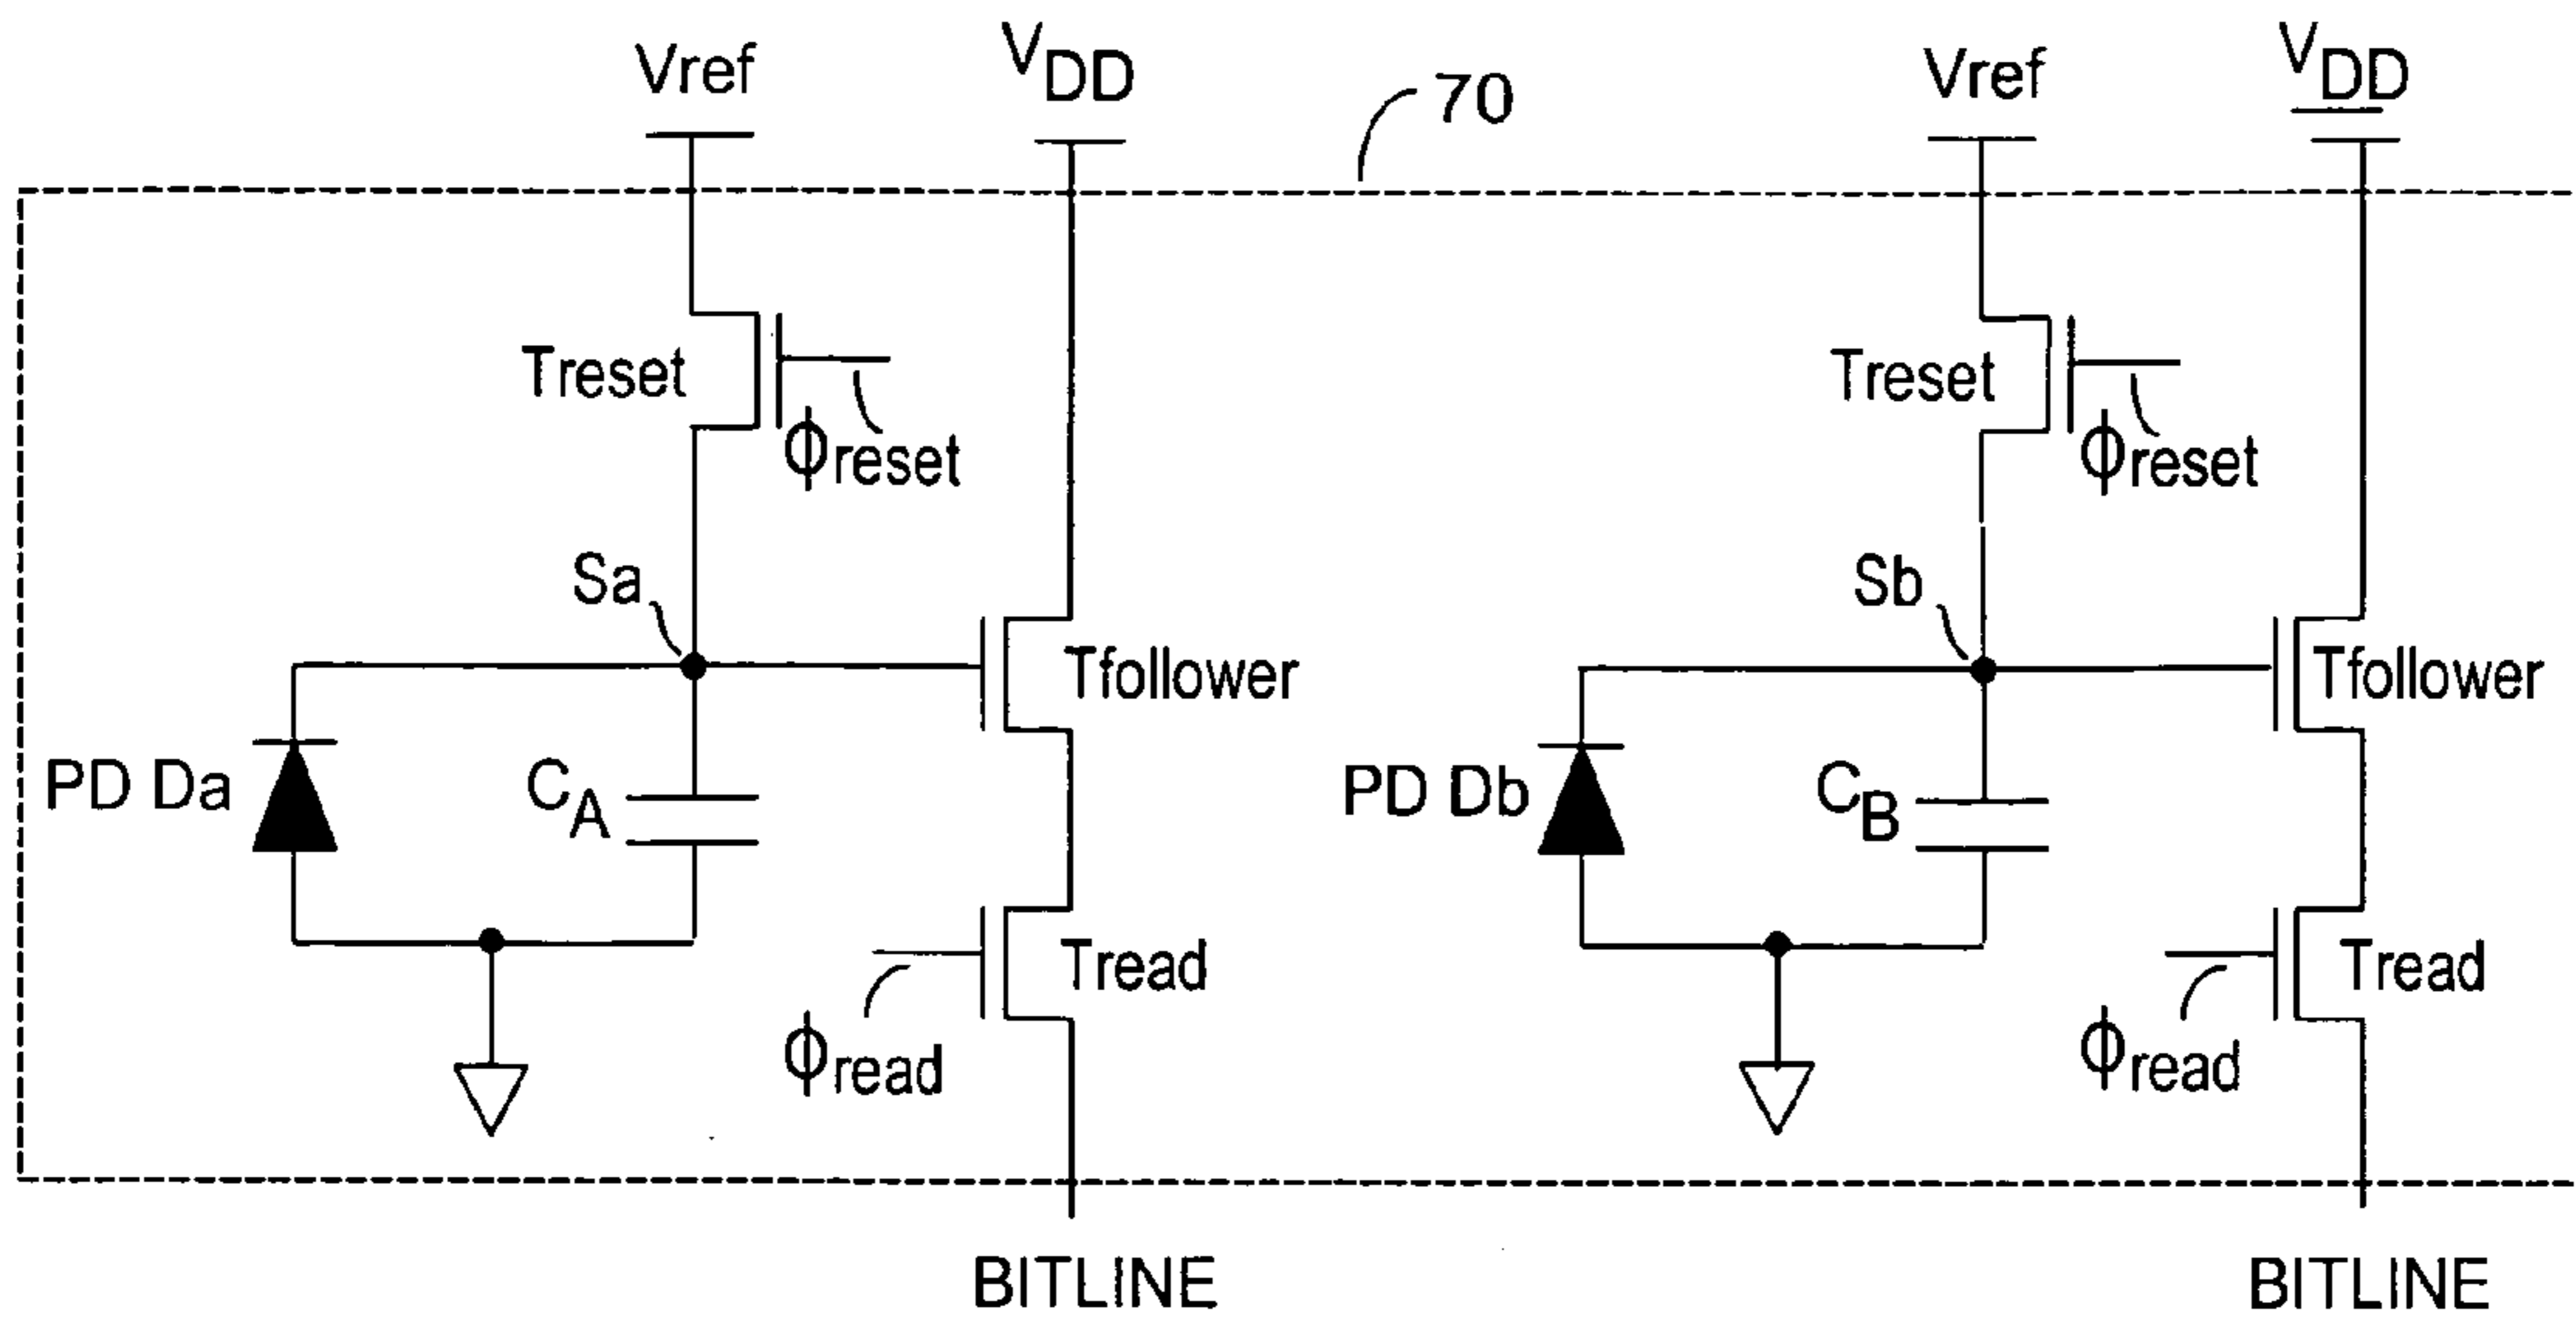 Vref
VDD
70
Vref
VDD
Treset
ϕreset
Treset
ϕreset
Sa
Tfollower
Sb
Tfollower
PD Da
CA
PD Db
CB
Tread
ϕread
Tread
ϕread
BITLINE
BITLINE